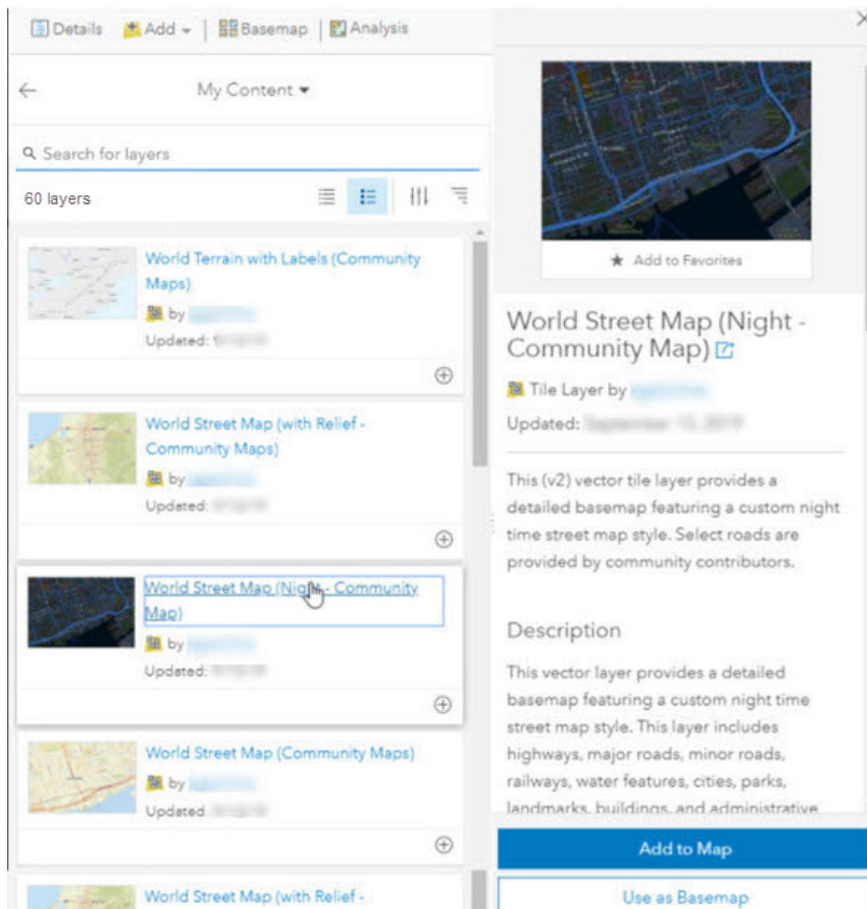 Details Add Basemap Analysis
My Content
Search for layers
60 layers
World Terrain with Labels (Community
Maps)
by
Updated:
World Street Map (with Relief -
Community Maps)
by
Updated:
World Street Map (Night - Community
Map)
by
Updated:
World Street Map (Community Maps)
by
Updated
World Street Map (with Relief -
Add to Favorites
World Street Map (Night -
Community Map)
Tile Layer by
Updated:
This (v2) vector tile layer provides a
detailed basemap featuring a custom night
time street map style. Select roads are
provided by community contributors.
Description
This vector layer provides a detailed
basemap featuring a custom night time
street map style. This layer includes
highways, major roads, minor roads,
railways, water features, cities, parks,
landmarks, buildings, and administrative
Add to Map
Use as Basemap